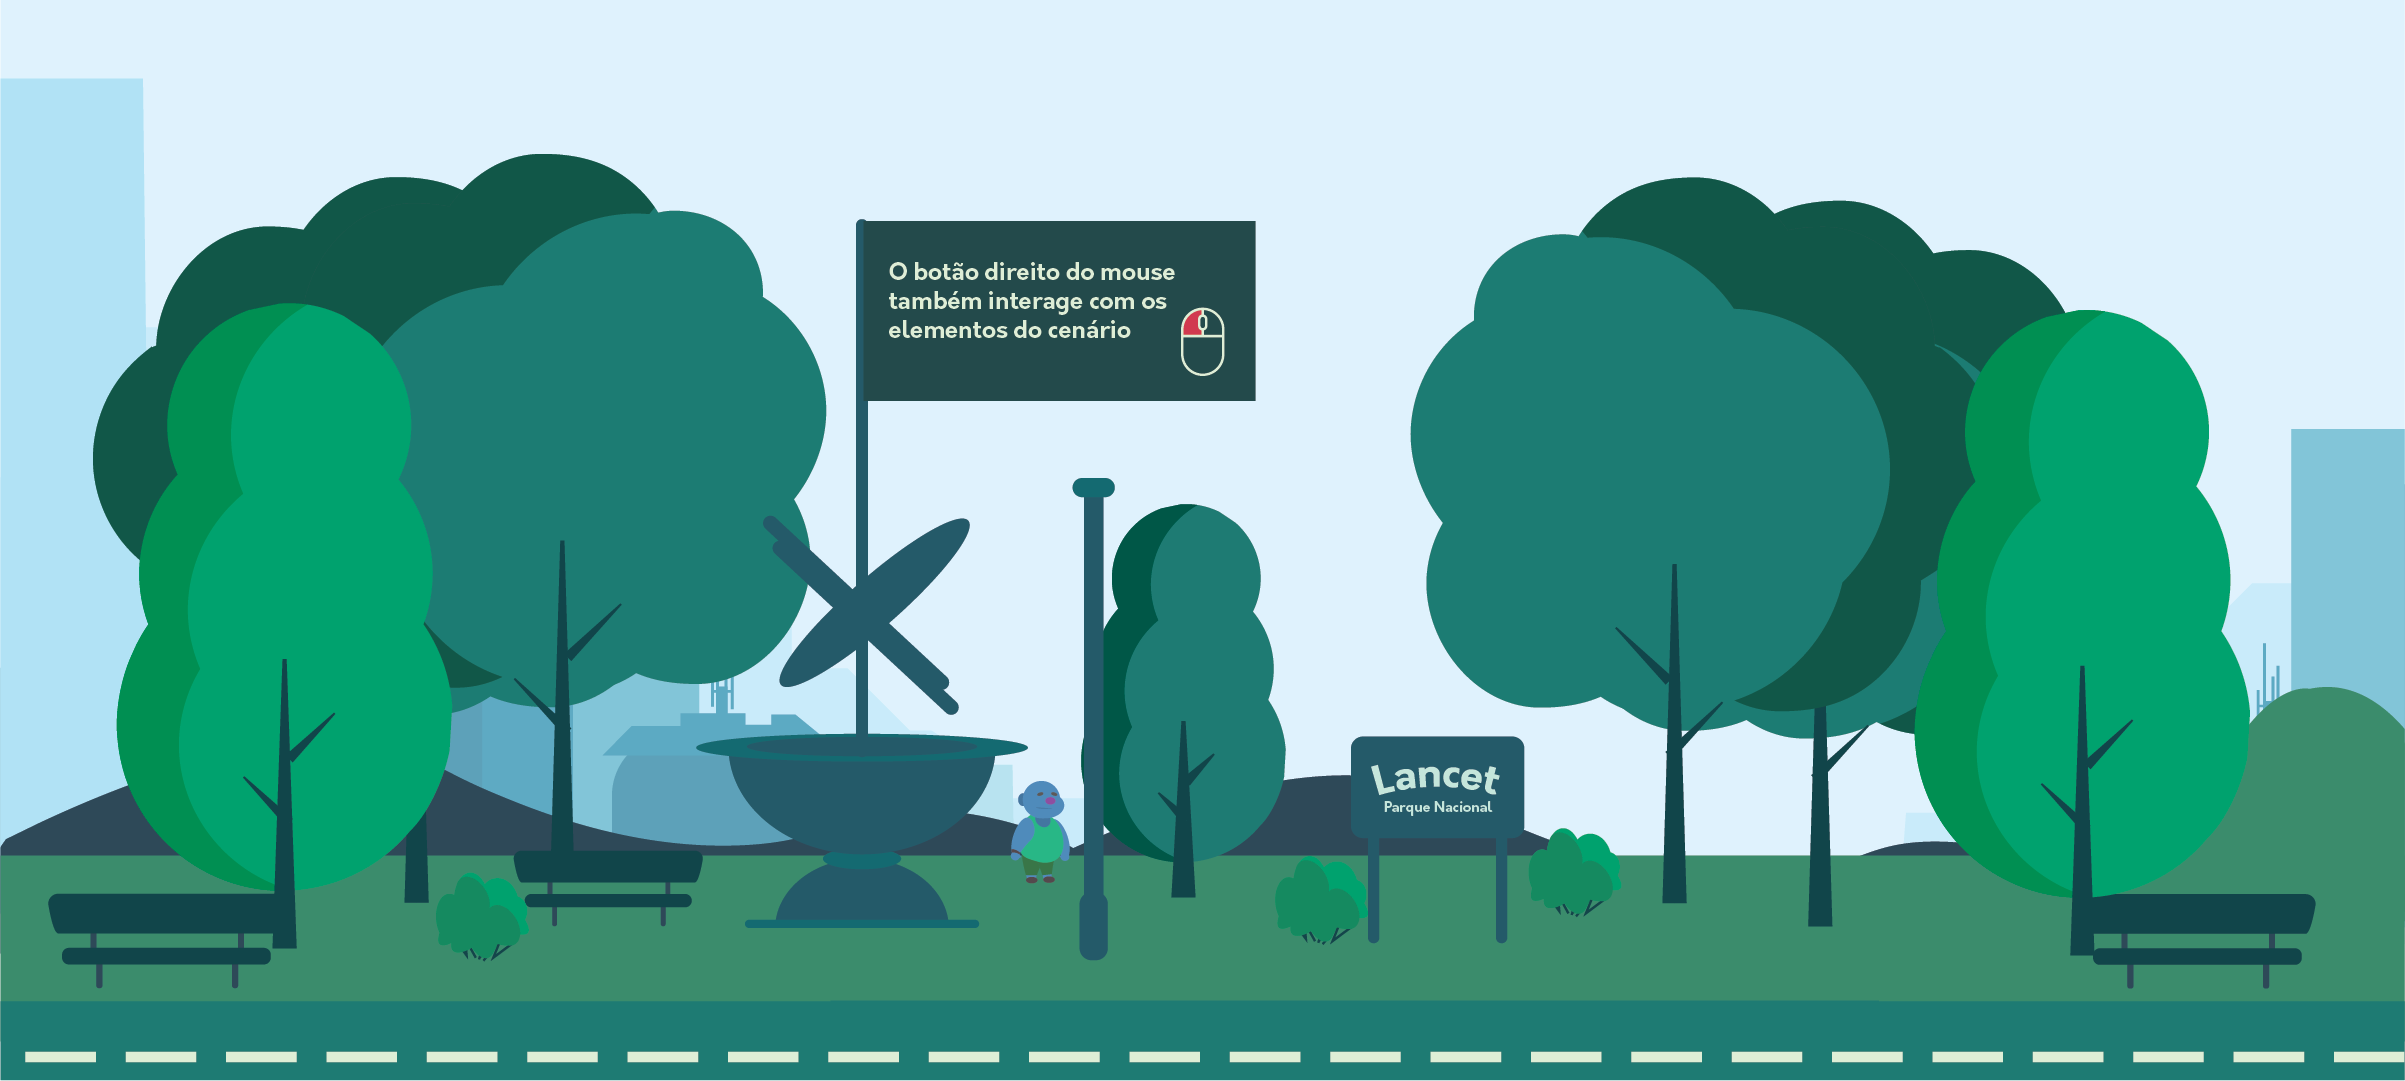 O botão direito do mouse
também interage com os
elementos do cenário
Lancet
Parque Nacional